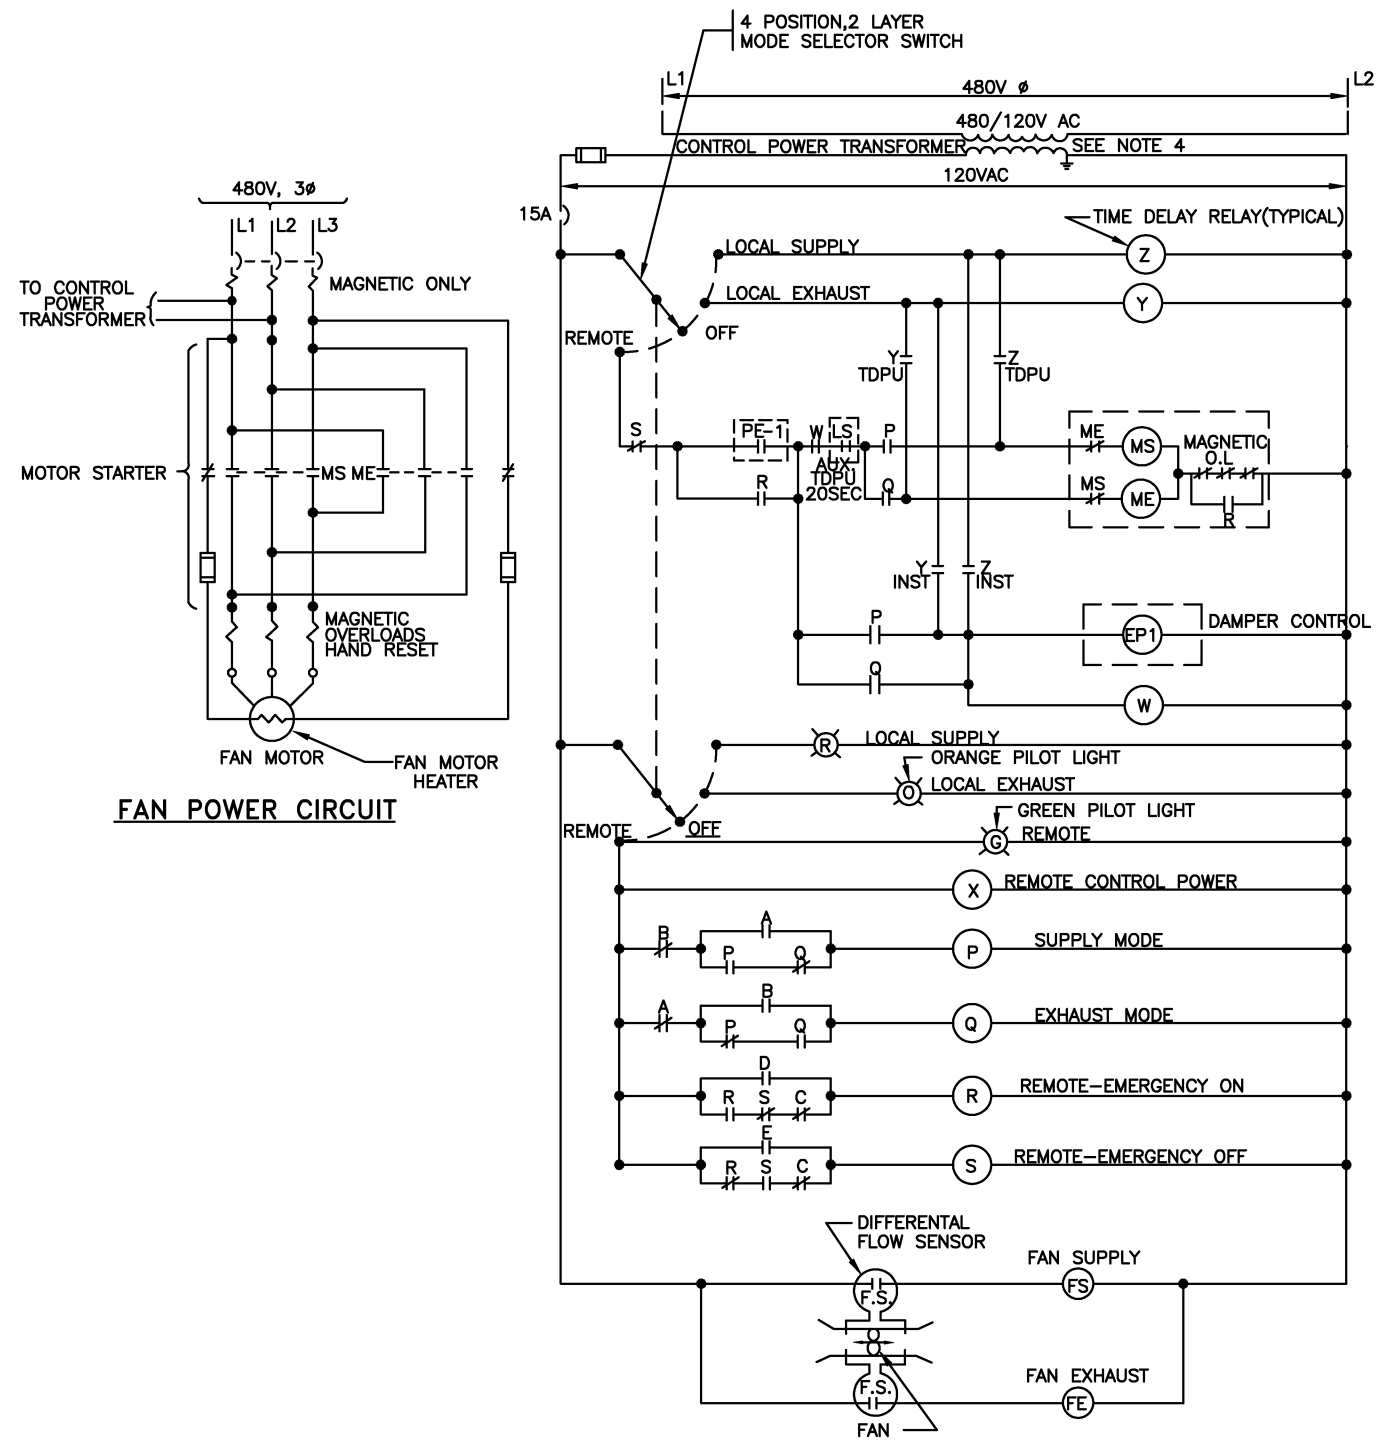 4 POSITION,2 LAYER
MODE SELECTOR SWITCH
L1
L2
480V ø
480/120V AC
CONTROL POWER TRANSFORMER
SEE NOTE 4
120VAC
15A
480V, 3ø
L1 L2 L3
MAGNETIC ONLY
TO CONTROL
POWER
TRANSFORMER
MOTOR STARTER
MS ME
MAGNETIC
OVERLOADS
HAND RESET
FAN MOTOR
FAN MOTOR
HEATER
FAN POWER CIRCUIT
TIME DELAY RELAY(TYPICAL)
LOCAL SUPPLY
Z
LOCAL EXHAUST
Y
REMOTE
OFF
Y
TDPU
Z
TDPU
S
PE-1
W
LS
P
AUX.
TDPU
20SEC
R
Q
ME
MS
MAGNETIC
O.L
MS
ME
R
Y
INST
Z
INST
P
EP1
DAMPER CONTROL
Q
W
R
LOCAL SUPPLY
ORANGE PILOT LIGHT
O
LOCAL EXHAUST
GREEN PILOT LIGHT
REMOTE
OFF
G
REMOTE
X
REMOTE CONTROL POWER
A
B
P
Q
P
SUPPLY MODE
B
A
P
Q
Q
EXHAUST MODE
D
R S C
R
REMOTE-EMERGENCY ON
E
R S C
S
REMOTE-EMERGENCY OFF
DIFFERENTAL
FLOW SENSOR
FAN SUPPLY
F.S.
FS
FAN EXHAUST
F.S.
FE
FAN